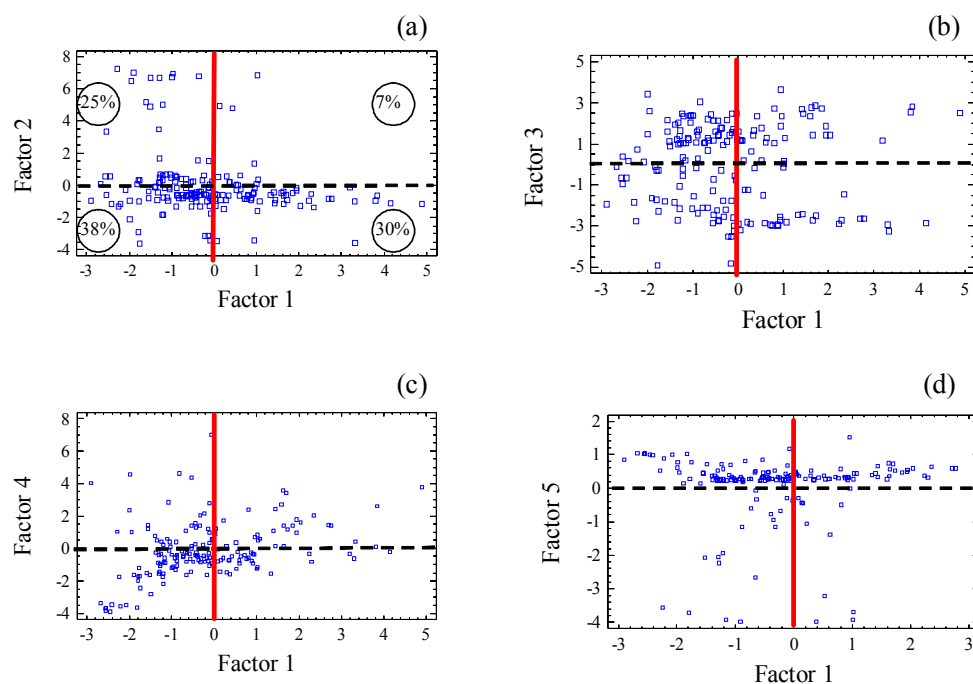 (a)
8
6
4
2
0
-2
-4
25%
7%
38%
30%
Factor 2
-3 -2 -1 0 1 2 3 4 5
Factor 1
(b)
5
3
1
-1
-3
-5
Factor 3
-3 -2 -1 0 1 2 3 4 5
Factor 1
(c)
8
6
4
2
0
-2
-4
Factor 4
-3 -2 -1 0 1 2 3 4 5
Factor 1
(d)
2
1
0
-1
-2
-3
-4
Factor 5
-3 -2 -1 0 1 2 3
Factor 1